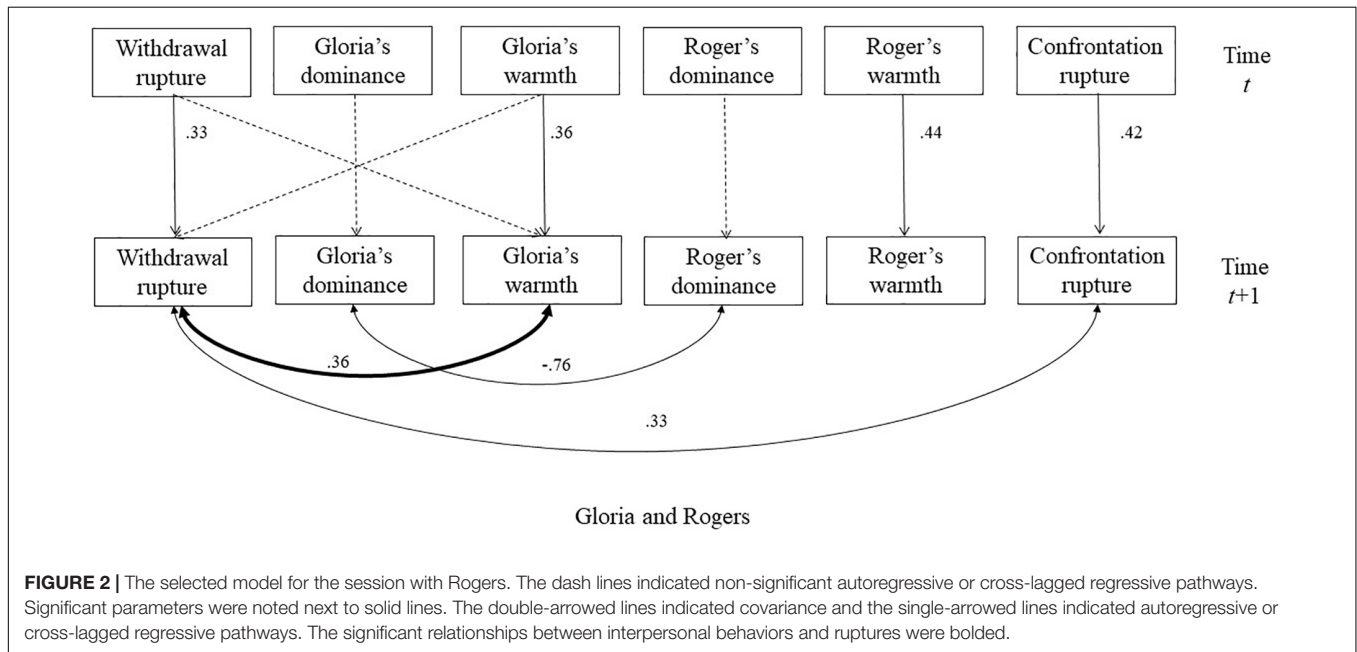 Withdrawal
rupture
Gloria's
dominance
Gloria's
warmth
Roger's
dominance
Roger's
warmth
Confrontation
rupture
Time
t
.33
.36
.44
.42
Withdrawal
rupture
Gloria's
dominance
Gloria's
warmth
Roger's
dominance
Roger's
warmth
Confrontation
rupture
Time
t+1
.36
-.76
.33
Gloria and Rogers
FIGURE 2 | The selected model for the session with Rogers. The dash lines indicated non-significant autoregressive or cross-lagged regressive pathways.
Significant parameters were noted next to solid lines. The double-arrowed lines indicated covariance and the single-arrowed lines indicated autoregressive or
cross-lagged regressive pathways. The significant relationships between interpersonal behaviors and ruptures were bolded.